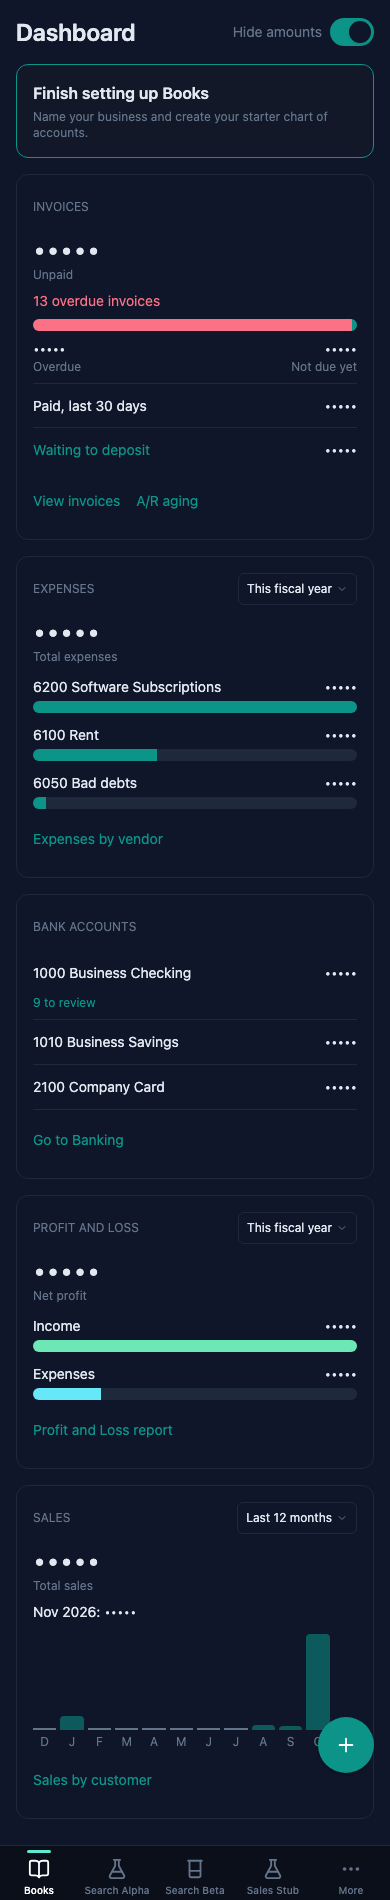 Dashboard
Hide amounts
Finish setting up Books
Name your business and create your starter chart of
accounts.
INVOICES
•••••
Unpaid
13 overdue invoices
••••• •••••
Overdue Not due yet
Paid, last 30 days •••••
Waiting to deposit •••••
View invoices A/R aging
EXPENSES This fiscal year
•••••
Total expenses
6200 Software Subscriptions •••••
6100 Rent •••••
6050 Bad debts •••••
Expenses by vendor
BANK ACCOUNTS
1000 Business Checking •••••
9 to review
1010 Business Savings •••••
2100 Company Card •••••
Go to Banking
PROFIT AND LOSS This fiscal year
•••••
Net profit
Income •••••
Expenses •••••
Profit and Loss report
SALES Last 12 months
•••••
Total sales
Nov 2026: •••••
D J F M A M J J A S
Sales by customer
+
Books Search Alpha Search Beta Sales Stub More